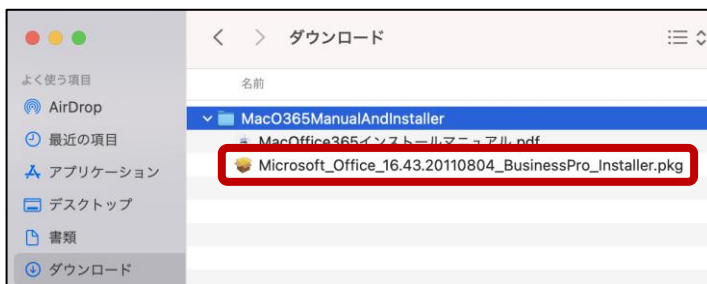 ダウンロード
よく使う項目
名前
AirDrop
MacO365ManualAndInstaller
最近の項目
MacOffice365インストールマニュアル.pdf
アプリケーション
Microsoft_Office_16.43.20110804_BusinessPro_Installer.pkg
デスクトップ
書類
ダウンロード